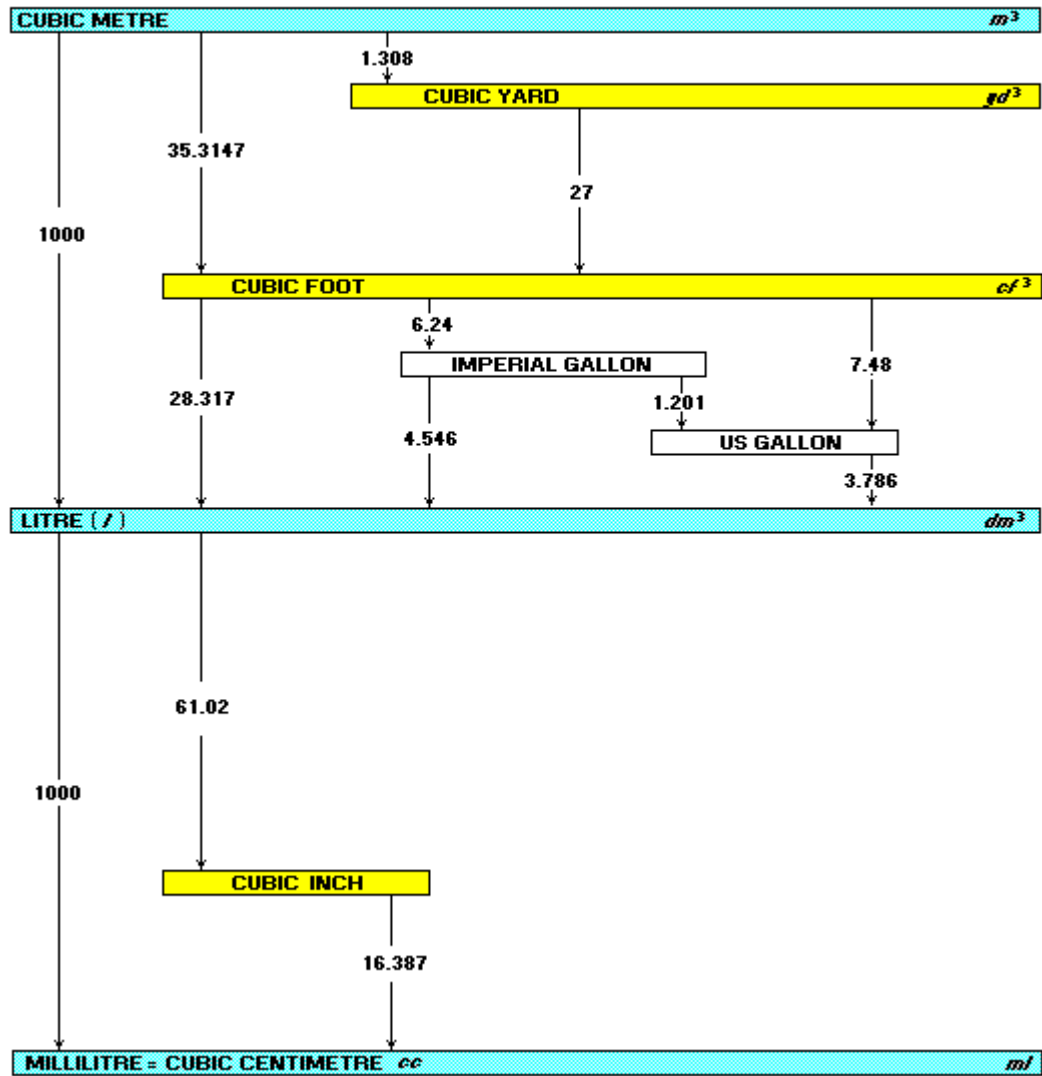 CUBIC METRE m³
1.308
CUBIC YARD yd³
35.3147
27
1000
CUBIC FOOT cf³
6.24
IMPERIAL GALLON
7.48
28.317
1.201
4.546
US GALLON
3.786
LITRE (l) dm³
61.02
1000
CUBIC INCH
16.387
MILLILITRE = CUBIC CENTIMETRE cc ml